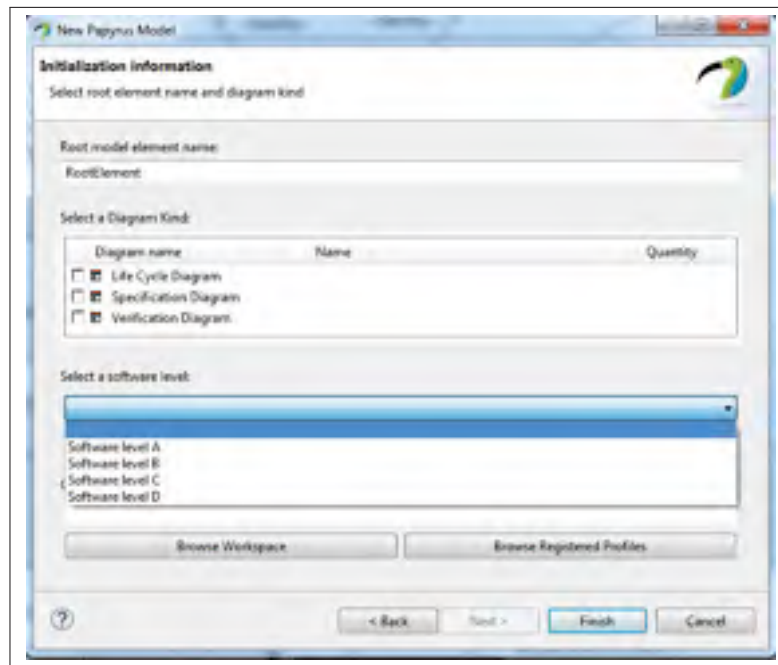 New Papyrus Model
Initialization information
Select root element name and diagram kind
Root model element name:
RootElement
Select a Diagram Kind:
Diagram name Name Quantity
Life Cycle Diagram
Specification Diagram
Verification Diagram
Select a software level:
Software level A
Software level B
Software level C
Software level D
Browse Workspace Browse Registered Profiles
? < Back Next > Finish Cancel